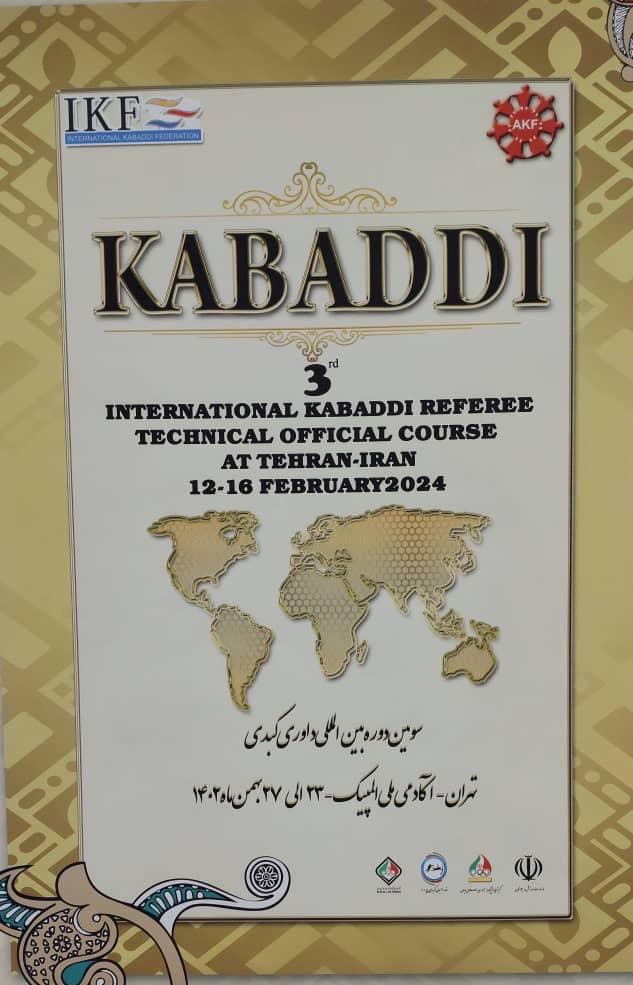 IKF
INTERNATIONAL KABADDI FEDERATION
AKF
KABADDI
3rd
INTERNATIONAL KABADDI REFEREE
TECHNICAL OFFICIAL COURSE
AT TEHRAN-IRAN
12-16 FEBRUARY2024
سومین دوره بین المللی داوری کبدی
تهران - آکادمی ملی المپیک - ۲۳ الی ۲۷ بهمن ماه ۱۴۰۲